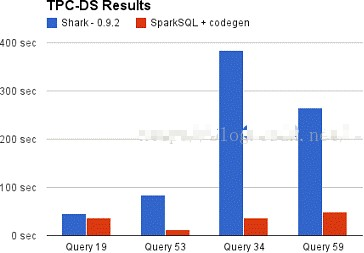 TPC-DS Results
Shark - 0.9.2 SparkSQL + codegen
400 sec
300 sec
200 sec
100 sec
0 sec
Query 19 Query 53 Query 34 Query 59